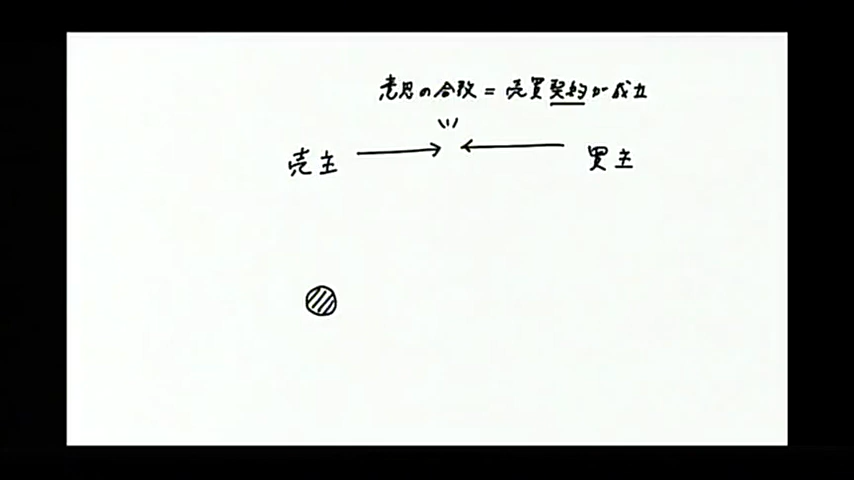 意思の合致 = 売買契約が成立
売主 買主